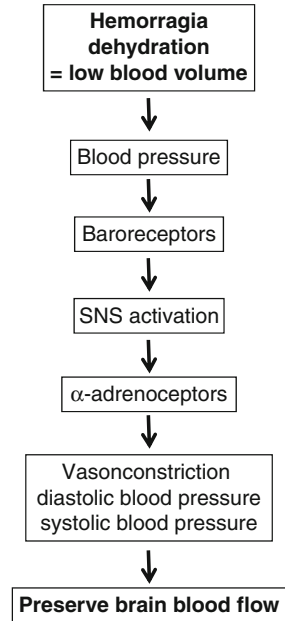 Hemorragia
dehydration
= low blood volume
Blood pressure
Baroreceptors
SNS activation
α-adrenoceptors
Vasonconstriction
diastolic blood pressure
systolic blood pressure
Preserve brain blood flow